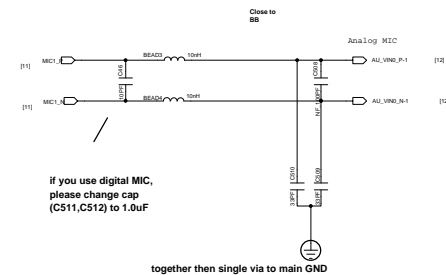 Close to
BB
Analog MIC
[11]
MIC1_P
C46
10PF
BEAD3
10nH
C508
AU_VIN0_P-1
[12]
[11]
MIC1_N
BEAD4
10nH
NF_100PF
AU_VIN0_N-1
[12
if you use digital MIC,
please change cap
(C511,C512) to 1.0uF
C510
33PF
C509
33PF
together then single via to main GND